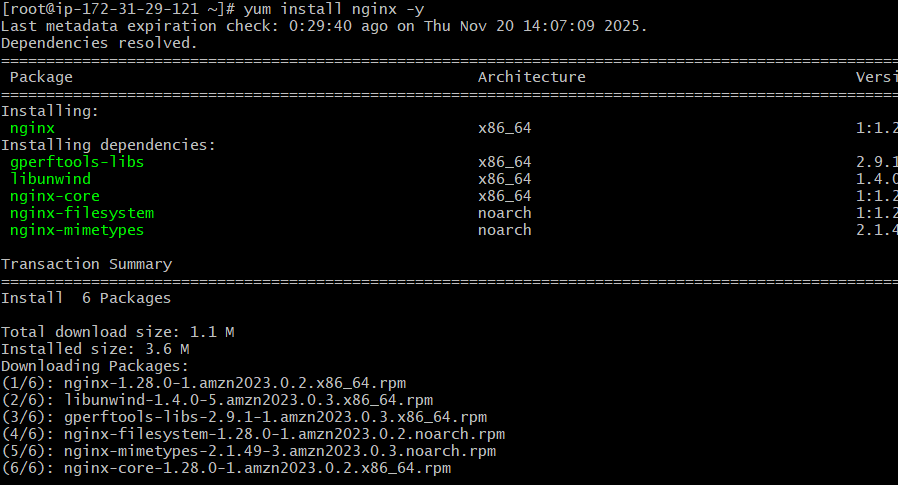 [root@ip-172-31-29-121 ~]# yum install nginx -y
Last metadata expiration check: 0:29:40 ago on Thu Nov 20 14:07:09 2025.
Dependencies resolved.
================================================================================
Package Architecture Versi
================================================================================
Installing:
nginx x86_64 1:1.2
Installing dependencies:
gperftools-libs x86_64 2.9.1
libunwind x86_64 1.4.0
nginx-core x86_64 1:1.2
nginx-filesystem noarch 1:1.2
nginx-mimetypes noarch 2.1.4
Transaction Summary
================================================================================
Install  6 Packages
Total download size: 1.1 M
Installed size: 3.6 M
Downloading Packages:
(1/6): nginx-1.28.0-1.amzn2023.0.2.x86_64.rpm
(2/6): libunwind-1.4.0-5.amzn2023.0.3.x86_64.rpm
(3/6): gperftools-libs-2.9.1-1.amzn2023.0.3.x86_64.rpm
(4/6): nginx-filesystem-1.28.0-1.amzn2023.0.2.noarch.rpm
(5/6): nginx-mimetypes-2.1.49-3.amzn2023.0.3.noarch.rpm
(6/6): nginx-core-1.28.0-1.amzn2023.0.2.x86_64.rpm